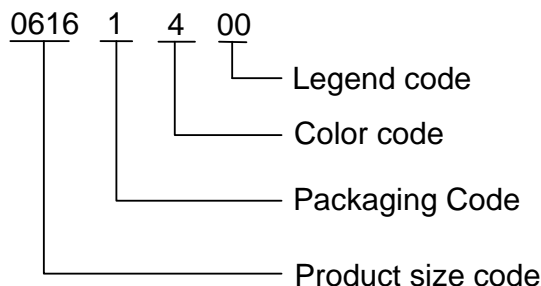 0616 1 4 00
Legend code
Color code
Packaging Code
Product size code